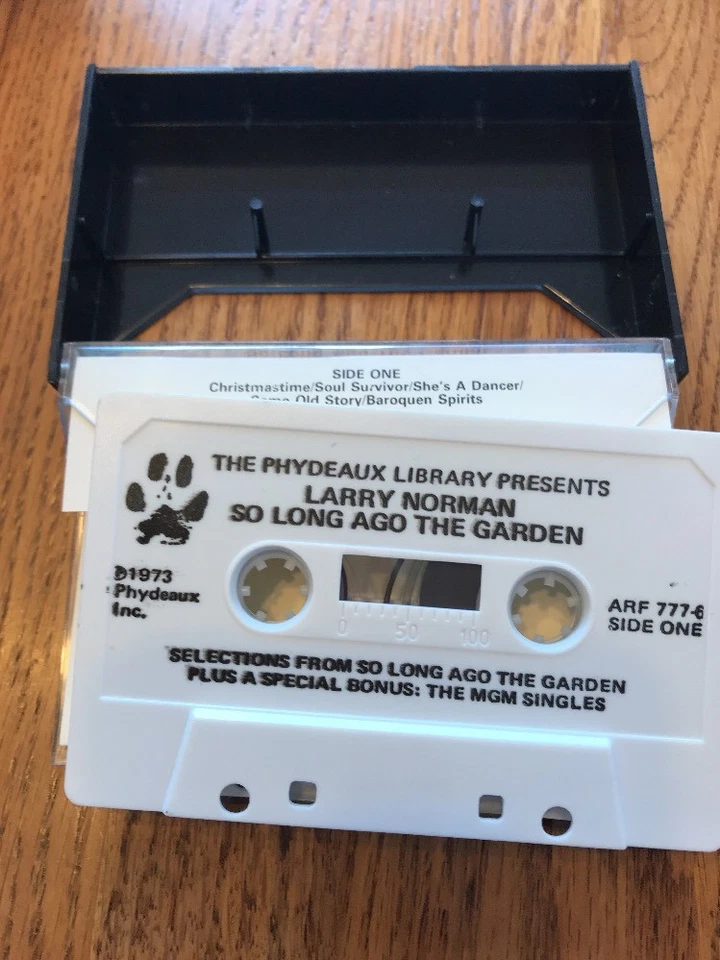 SIDE ONE
Christmastime/Soul Survivor/She's A Dancer/
Same Old Story/Baroquen Spirits
THE PHYDEAUX LIBRARY PRESENTS
LARRY NORMAN
SO LONG AGO THE GARDEN
℗1973
Phydeaux
Inc.
0 50 100
ARF 777-6
SIDE ONE
SELECTIONS FROM SO LONG AGO THE GARDEN
PLUS A SPECIAL BONUS: THE MGM SINGLES